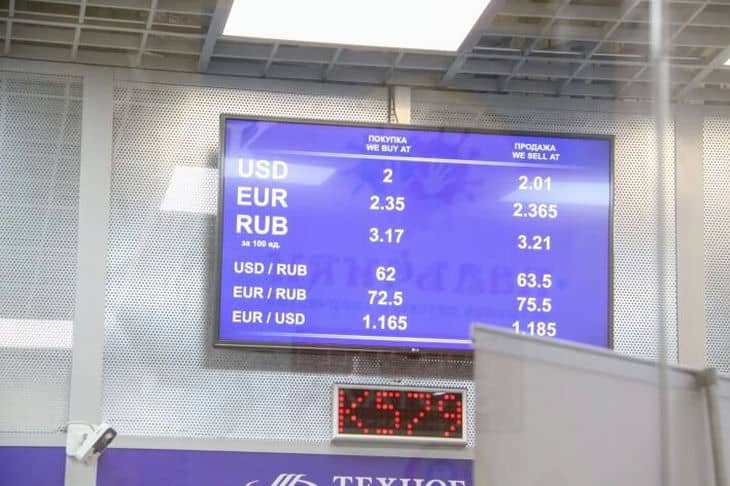 ПОКУПКА ПРОДАЖА
WE BUY AT WE SELL AT
USD 2 2.01
EUR 2.35 2.365
RUB 3.17 3.21
за 100 ед.
USD / RUB 62 63.5
EUR / RUB 72.5 75.5
EUR / USD 1.165 1.185
K579